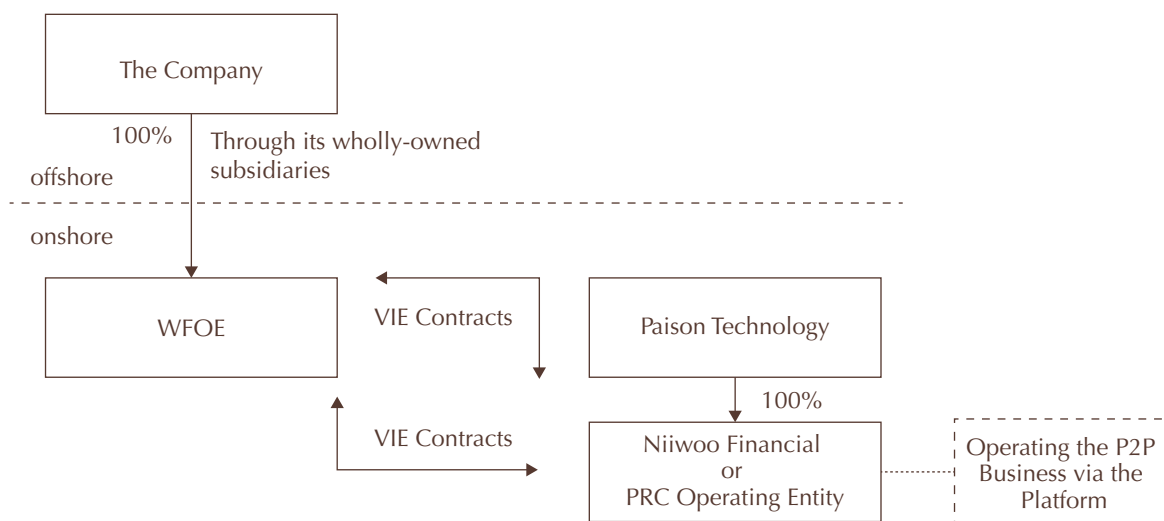 The Company
100%
Through its wholly-owned
subsidiaries
offshore
onshore
WFOE
VIE Contracts
Paison Technology
100%
VIE Contracts
Niiwoo Financial
or
PRC Operating Entity
Operating the P2P
Business via the
Platform